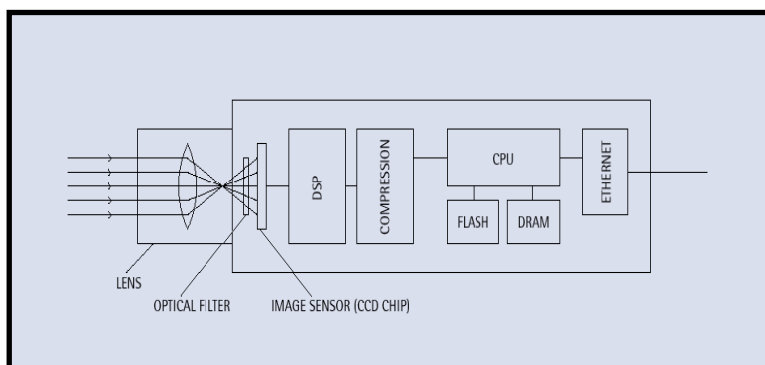 DSP
COMPRESSION
CPU
FLASH
DRAM
ETHERNET
LENS
OPTICAL FILTER
IMAGE SENSOR (CCD CHIP)